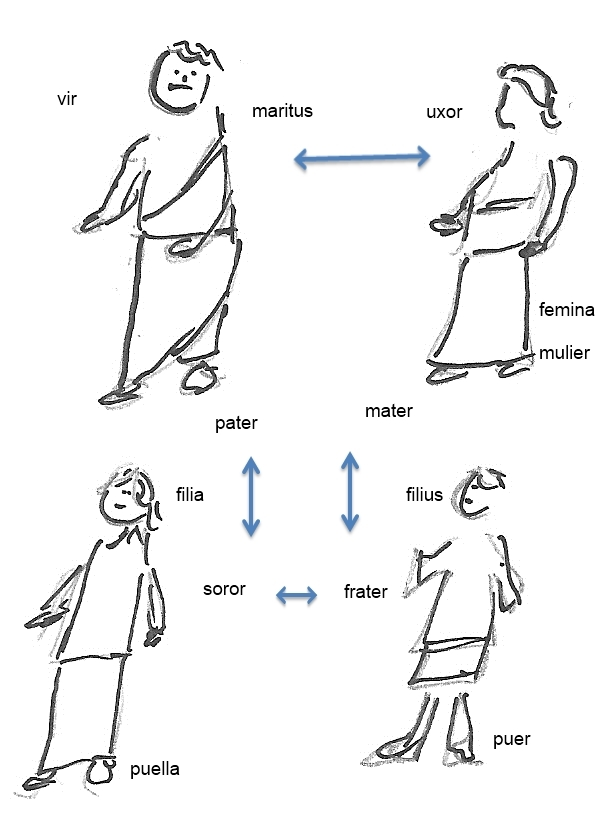 vir
maritus
uxor
femina
mulier
pater
mater
filia
filius
soror
frater
puella
puer